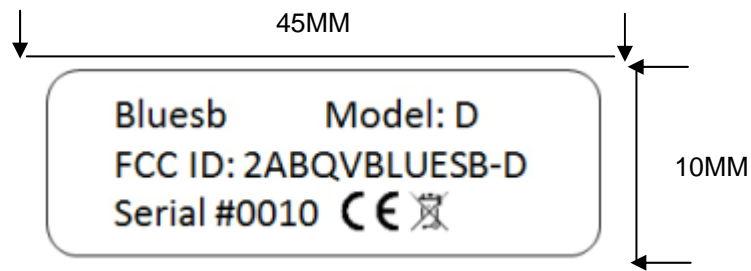 45MM
Bluesb Model: D
FCC ID: 2ABQVBLUESB-D
10MM
Serial #0010 CE